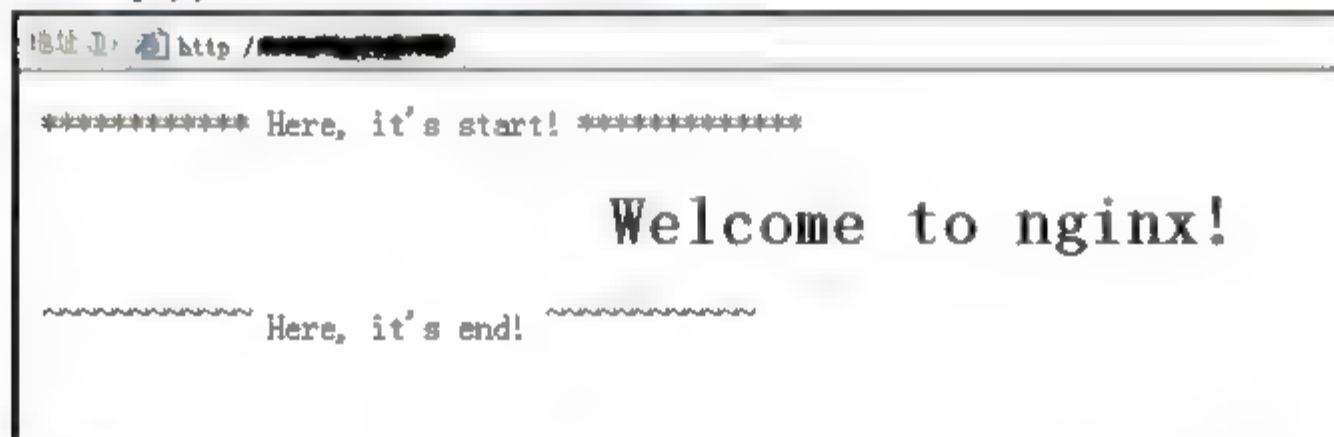 地址 http /
************ Here, it's start! *************
Welcome to nginx!
~~~~~~~~~~~~ Here, it's end! ~~~~~~~~~~~~